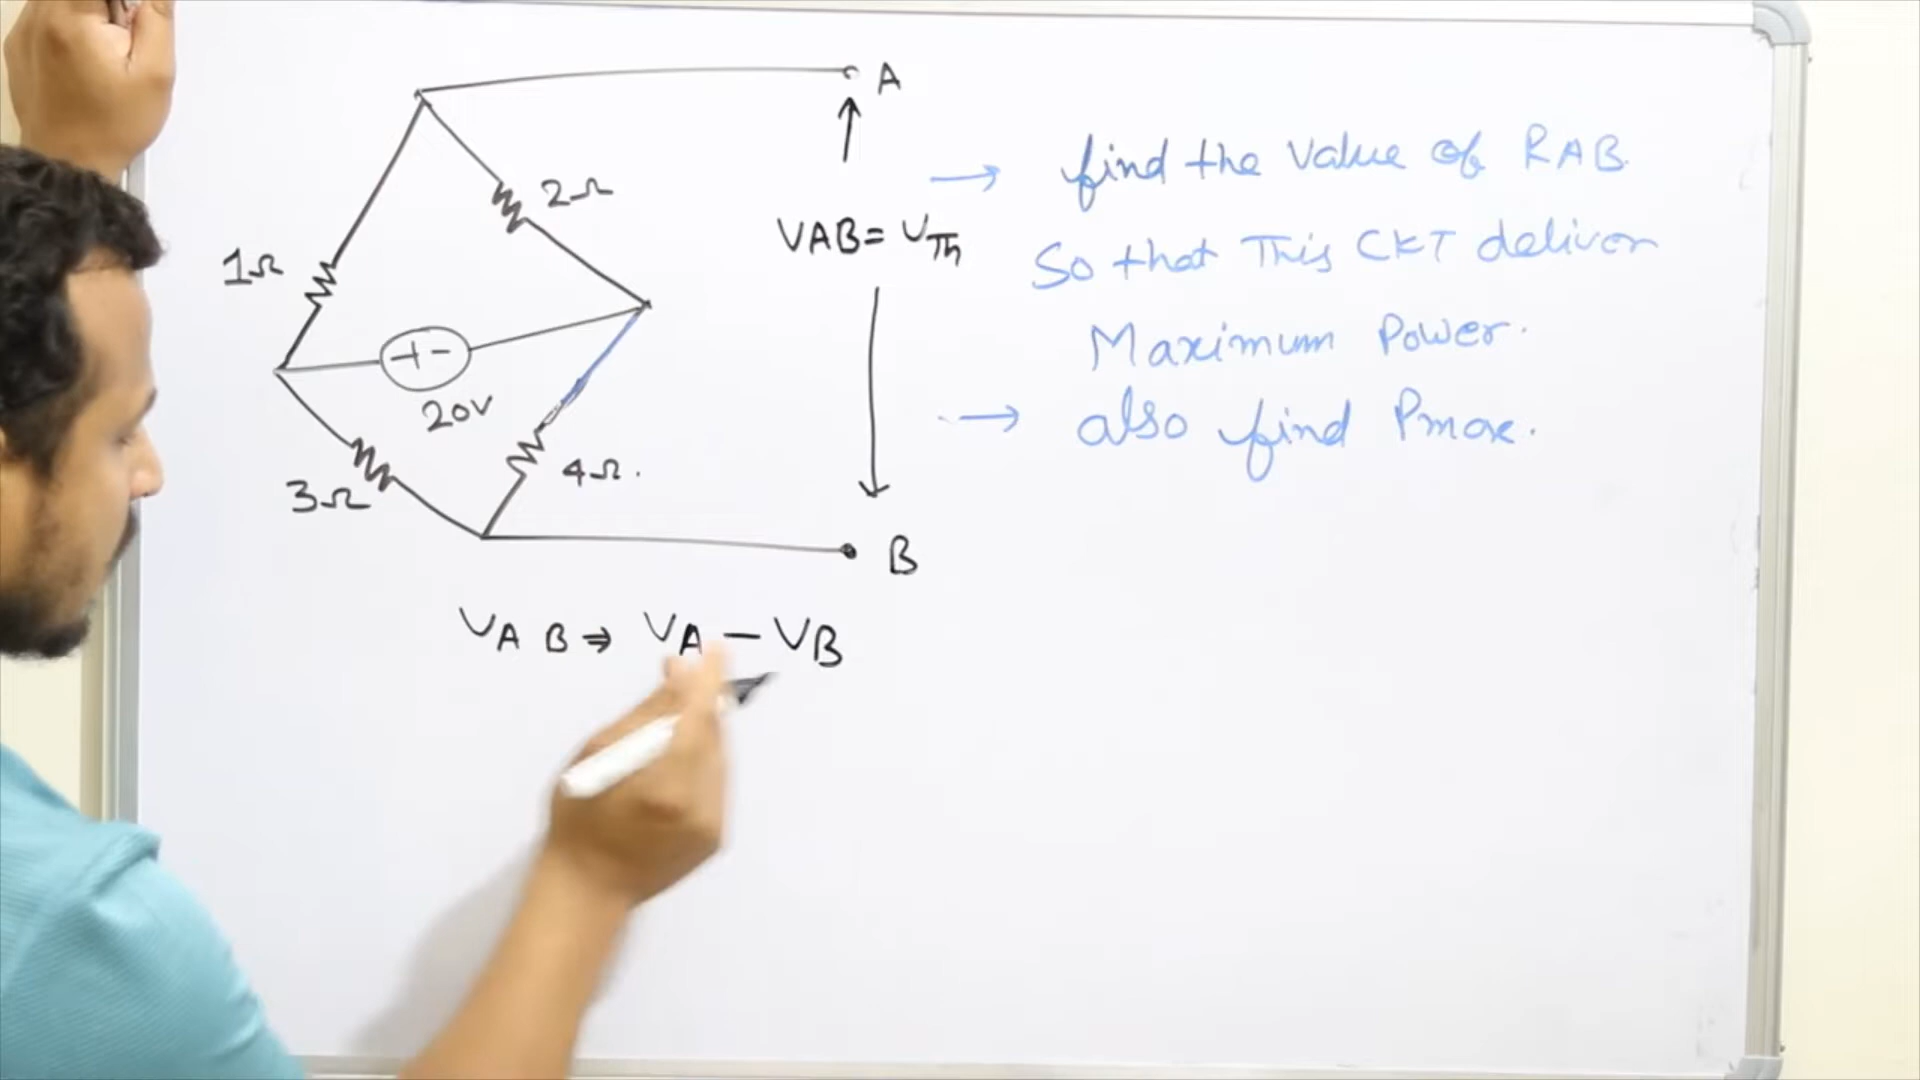 A
1Ω
2Ω
+ -
20V
3Ω
4Ω.
VAB = VTh
B
VAB ⇒ VA - VB
→ find the value of RAB
So that This CKT deliver
Maximum Power.
→ also find Pmax.